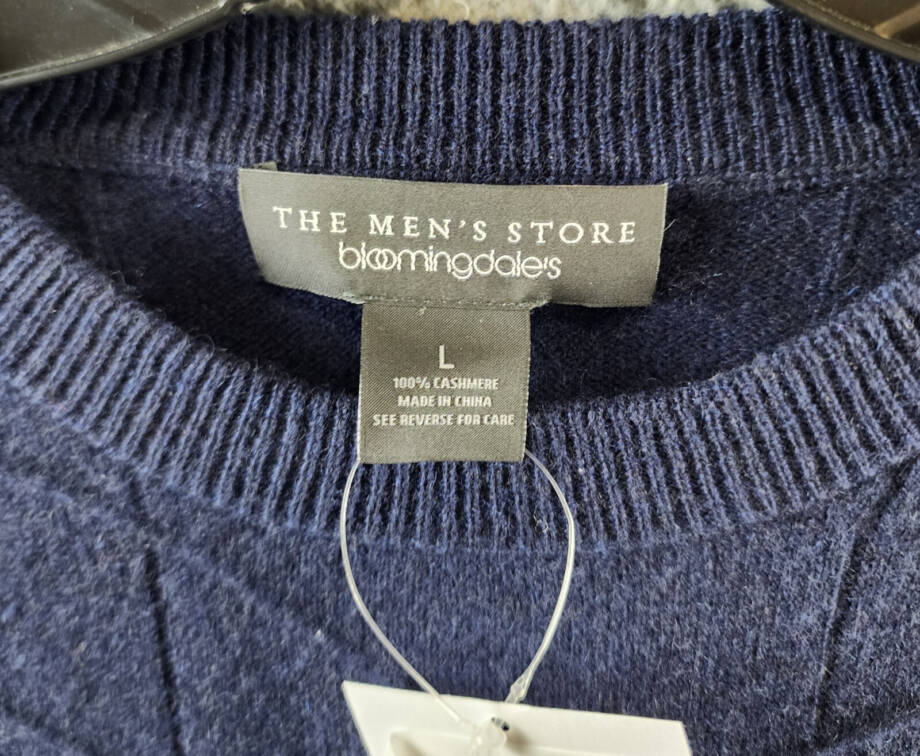 THE MEN'S STORE
bloomingdale's
L
100% CASHMERE
MADE IN CHINA
SEE REVERSE FOR CARE